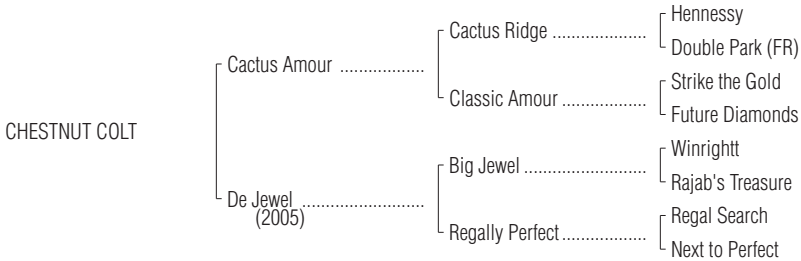 CHESTNUT COLT
Cactus Amour ..................
De Jewel ..........................
(2005)
Cactus Ridge ....................
Classic Amour ..................
Big Jewel ..........................
Regally Perfect..................
Hennessy
Double Park (FR)
Strike the Gold
Future Diamonds
Winrightt
Rajab's Treasure
Regal Search
Next to Perfect